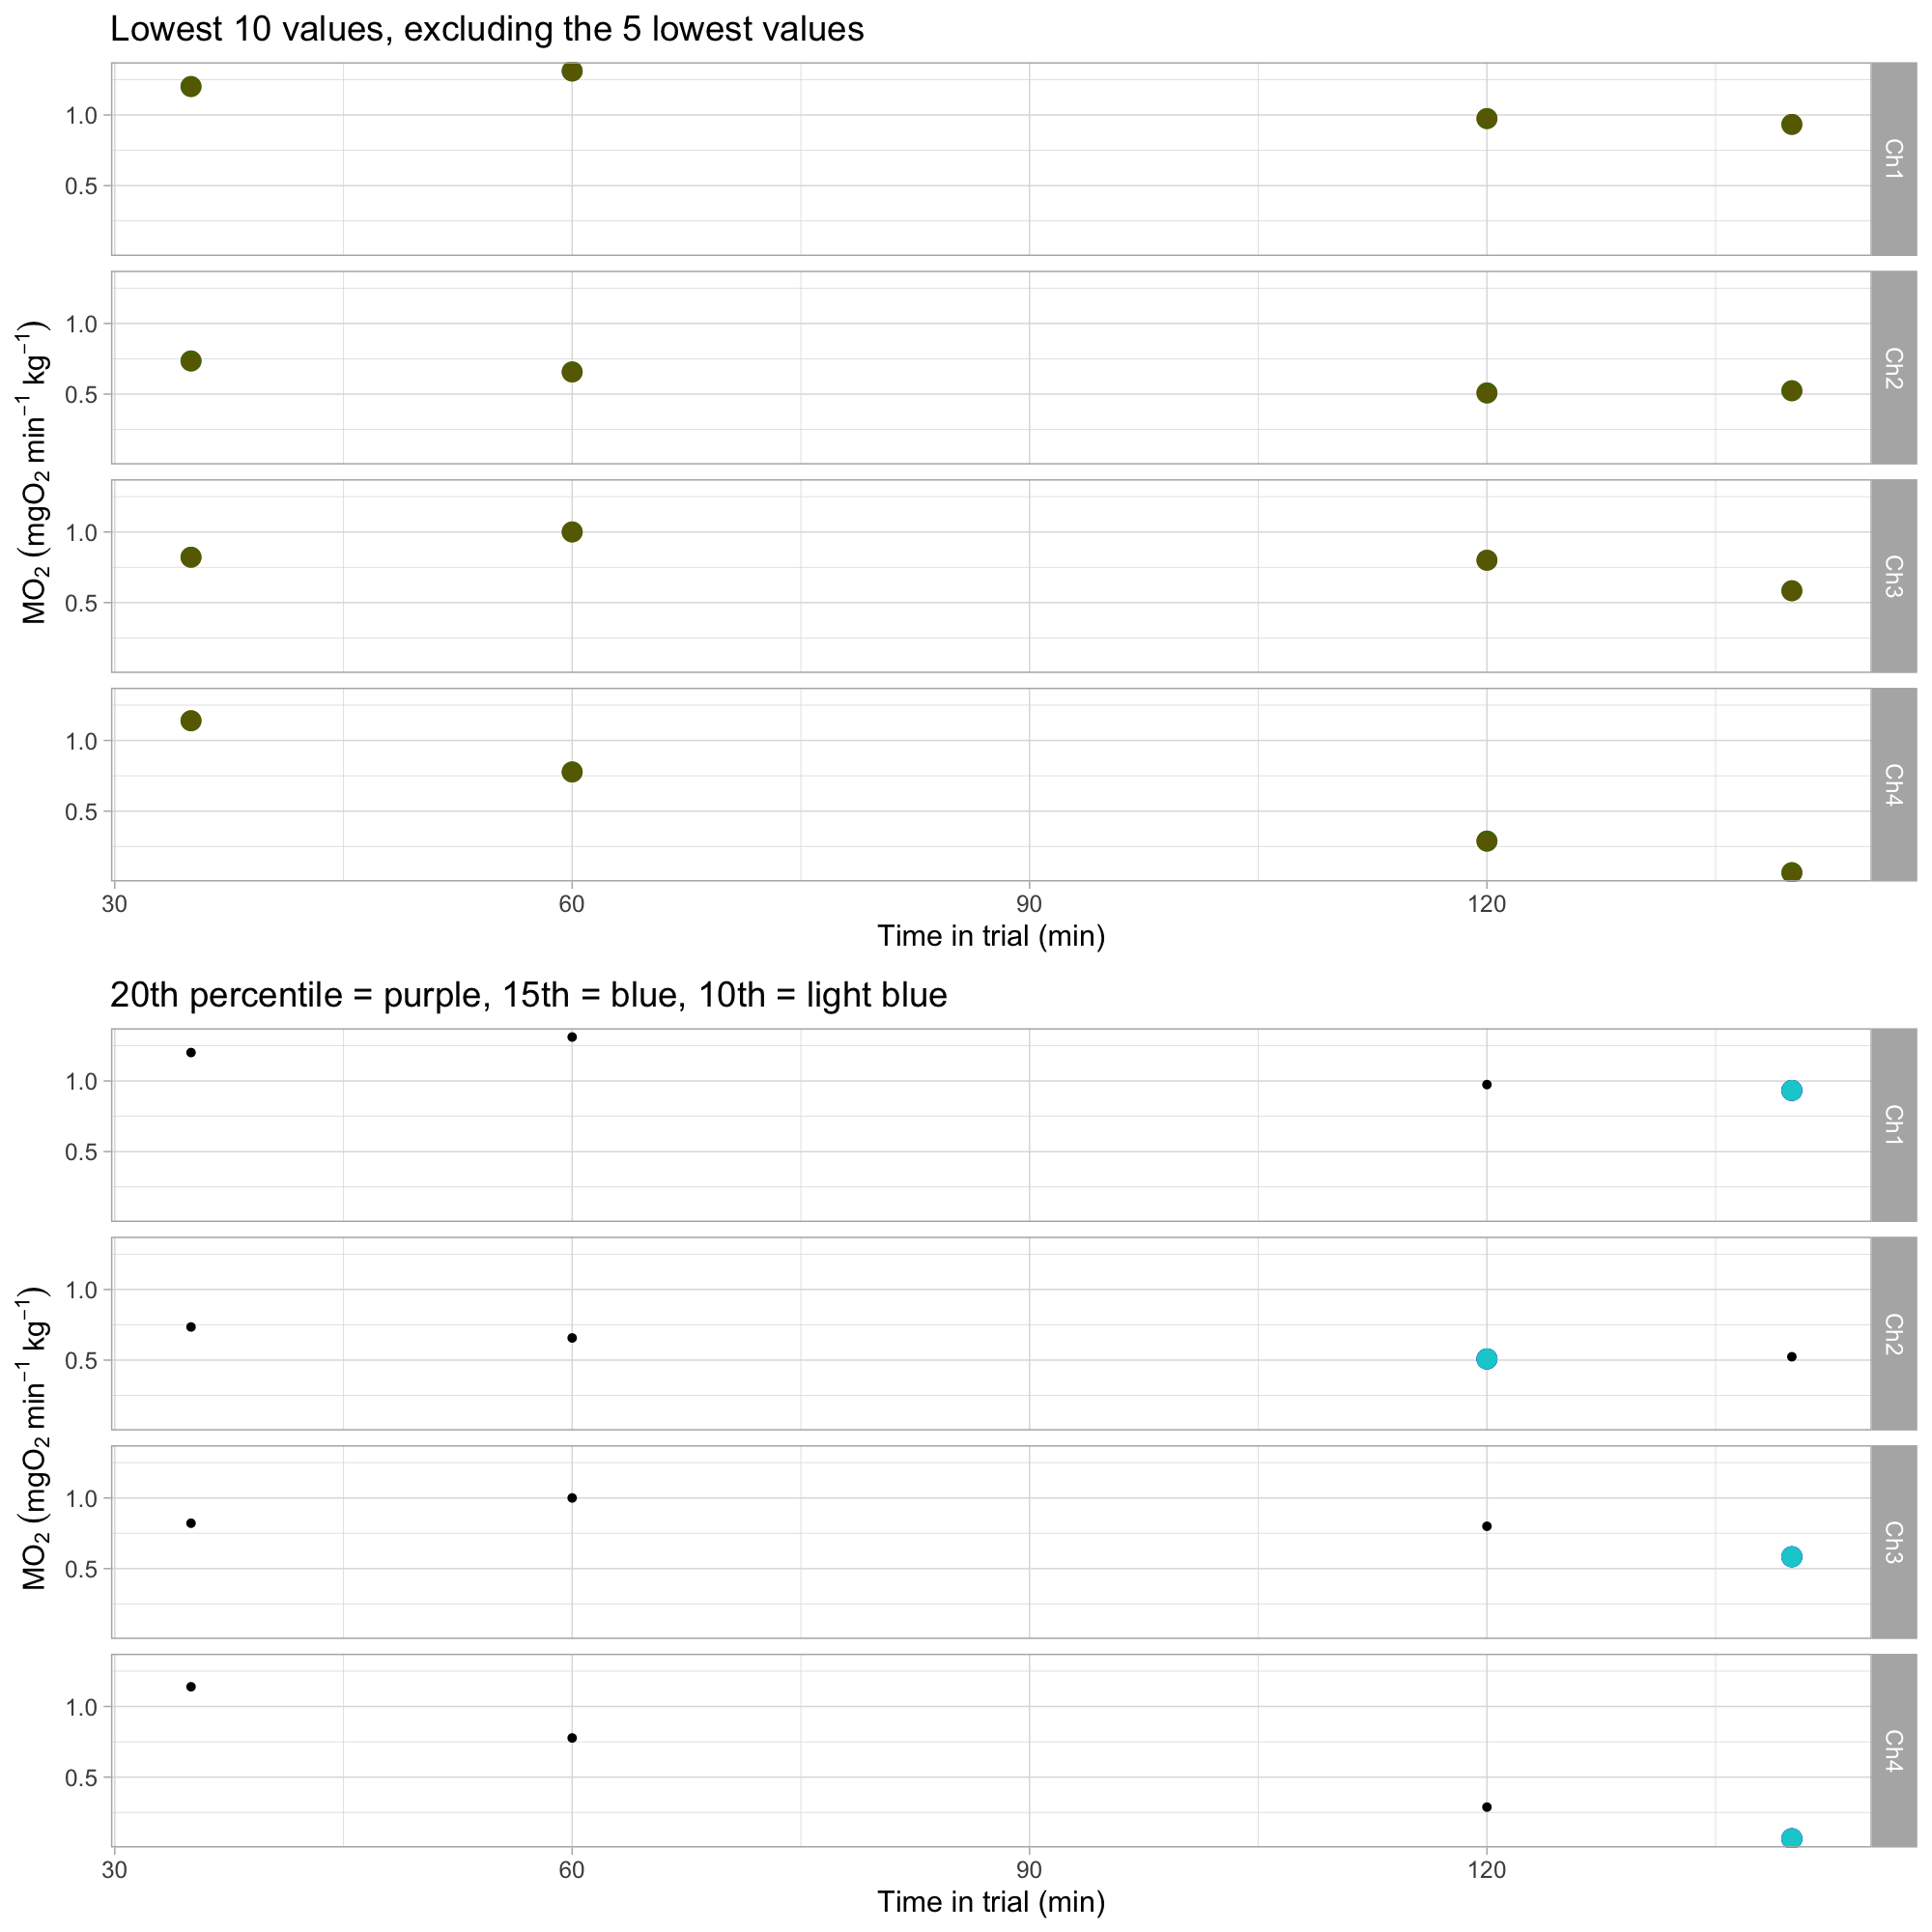 Lowest 10 values, excluding the 5 lowest values
1.0
0.5
Ch1
1.0
0.5
Ch2
1.0
0.5
Ch3
1.0
0.5
Ch4
MO₂ (mgO₂ min⁻¹ kg⁻¹)
30 60 90 120
Time in trial (min)
20th percentile = purple, 15th = blue, 10th = light blue
1.0
0.5
Ch1
1.0
0.5
Ch2
1.0
0.5
Ch3
1.0
0.5
Ch4
MO₂ (mgO₂ min⁻¹ kg⁻¹)
30 60 90 120
Time in trial (min)